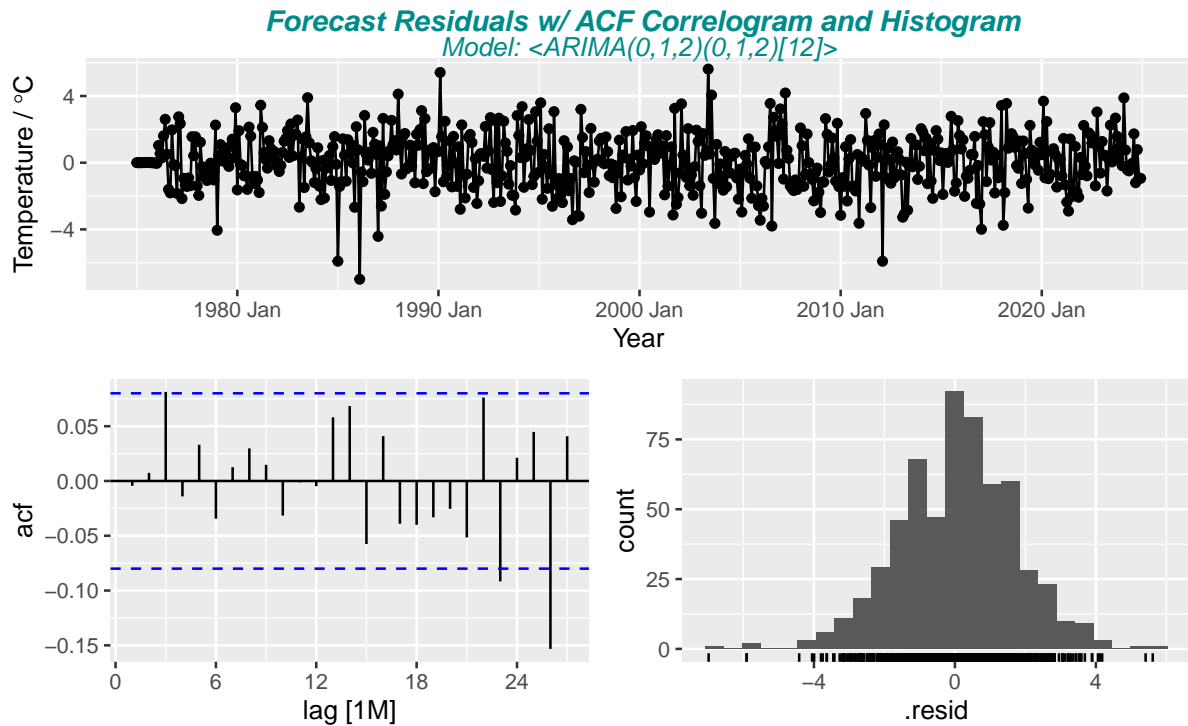 Forecast Residuals w/ ACF Correlogram and Histogram
Model: <ARIMA(0,1,2)(0,1,2)[12]>
Temperature / °C
4
0
−4
1980 Jan
1990 Jan
2000 Jan
2010 Jan
2020 Jan
Year
acf
0.05
0.00
−0.05
−0.10
−0.15
0
6
12
18
24
lag [1M]
count
75
50
25
0
−4
0
4
.resid